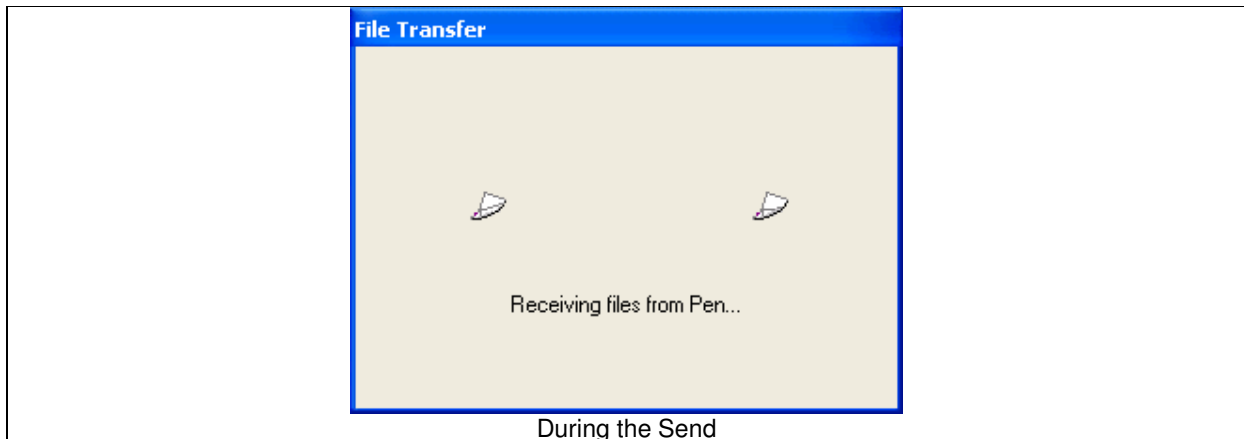 File Transfer
Receiving files from Pen...
During the Send